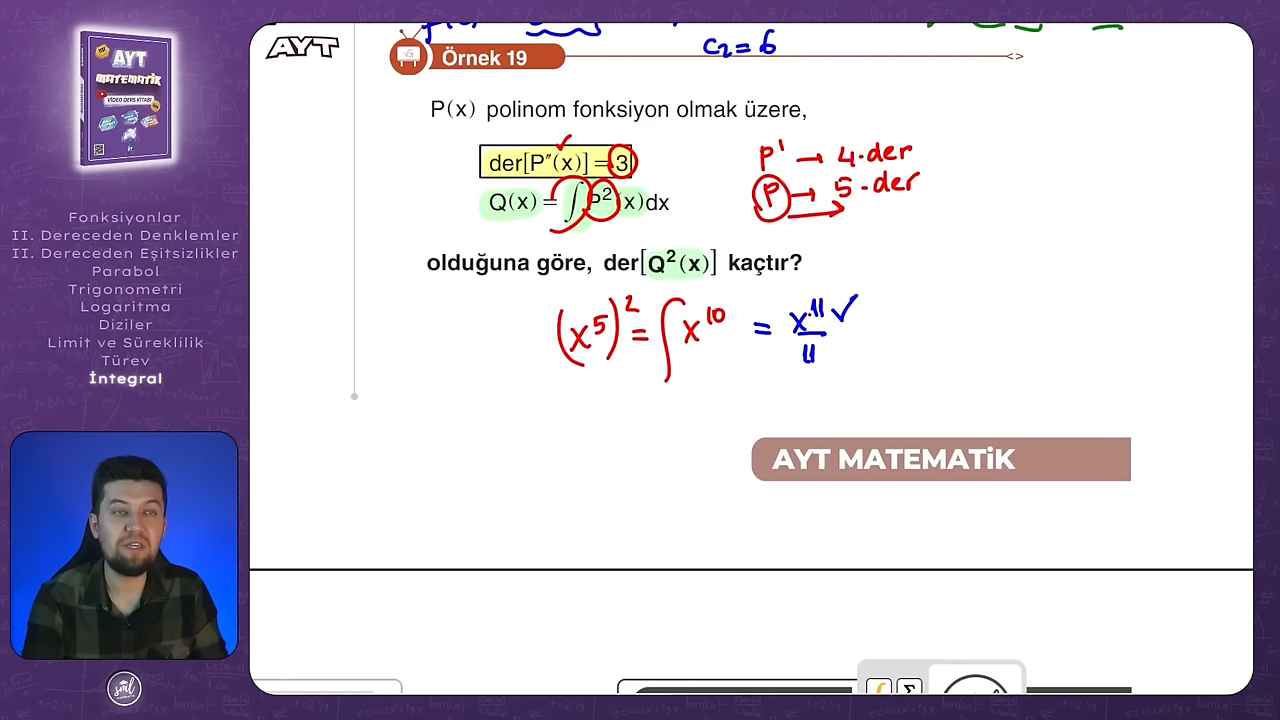 AYT
MATEMATİK
VİDEO DERS KİTABI
Fonksiyonlar
II. Dereceden Denklemler
II. Dereceden Eşitsizlikler
Parabol
Trigonometri
Logaritma
Diziler
Limit ve Süreklilik
Türev
İntegral
sml
AYT
C₂ = 6
Örnek 19
P(x) polinom fonksiyon olmak üzere,
der[P″(x)] = 3
Q(x) = ∫ P²(x)dx
P' → 4.der
P → 5.der
olduğuna göre, der[Q²(x)] kaçtır?
(x⁵)² = ∫ x¹⁰ = x¹¹/11 ✓
AYT MATEMATİK